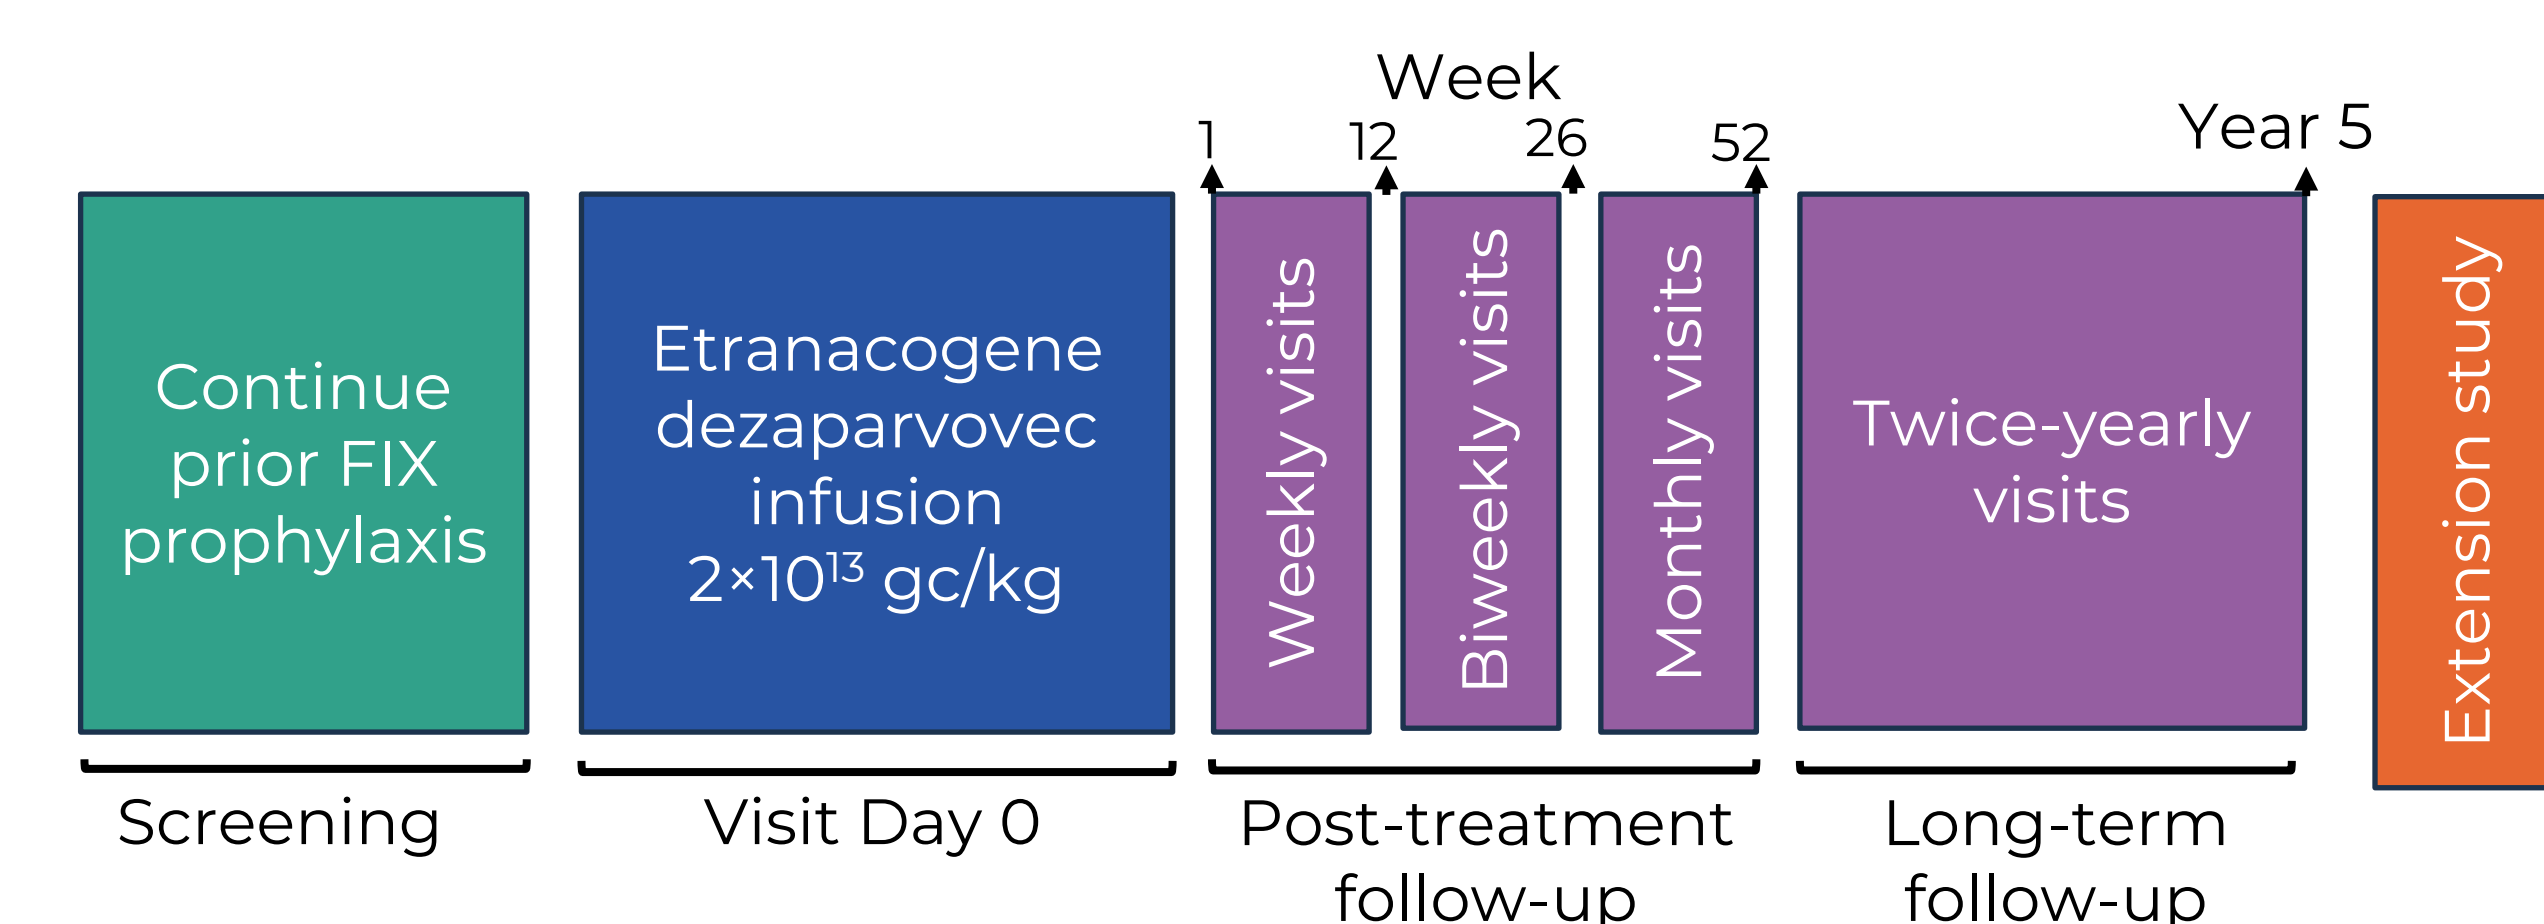 Week
1
12
26
52
Year 5
Continue
prior FIX
prophylaxis
Etranacogene
dezaparvovec
infusion
2×10¹³ gc/kg
Weekly visits
Biweekly visits
Monthly visits
Twice-yearly
visits
Extension study
Screening
Visit Day 0
Post-treatment
follow-up
Long-term
follow-up